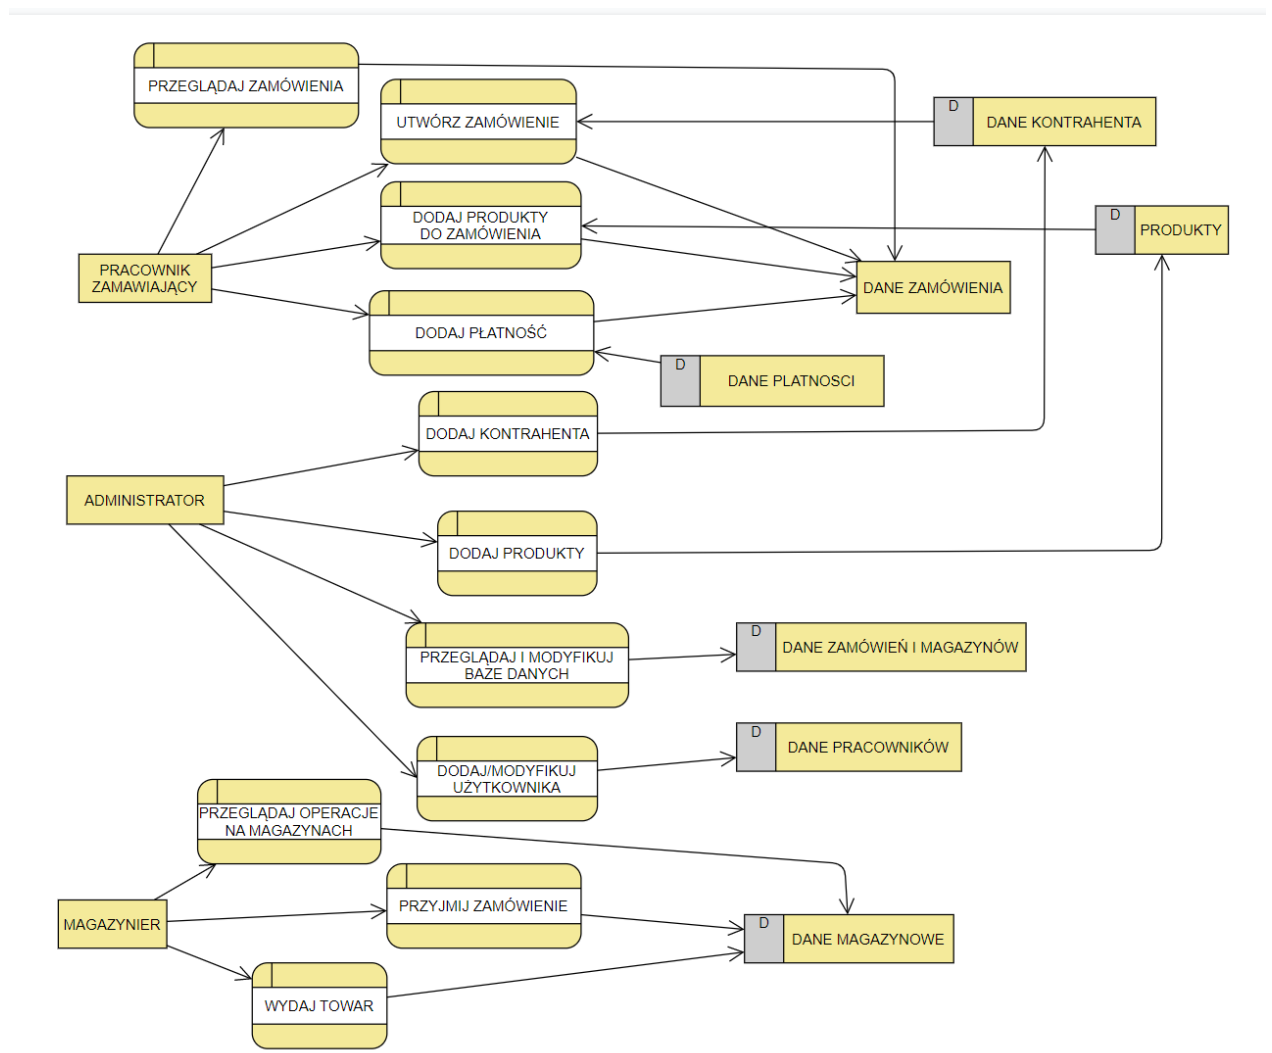 PRZEGLĄDAJ ZAMÓWIENIA
UTWÓRZ ZAMÓWIENIE
D
DANE KONTRAHENTA
DODAJ PRODUKTY
DO ZAMÓWIENIA
D
PRODUKTY
PRACOWNIK
ZAMAWIAJĄCY
DANE ZAMÓWIENIA
DODAJ PŁATNOŚĆ
D
DANE PLATNOSCI
DODAJ KONTRAHENTA
ADMINISTRATOR
DODAJ PRODUKTY
PRZEGLĄDAJ I MODYFIKUJ
BAZE DANYCH
D
DANE ZAMÓWIEŃ I MAGAZYNÓW
D
DANE PRACOWNIKÓW
DODAJ/MODYFIKUJ
UŻYTKOWNIKA
PRZEGLĄDAJ OPERACJE
NA MAGAZYNACH
MAGAZYNIER
PRZYJMIJ ZAMÓWIENIE
D
DANE MAGAZYNOWE
WYDAJ TOWAR